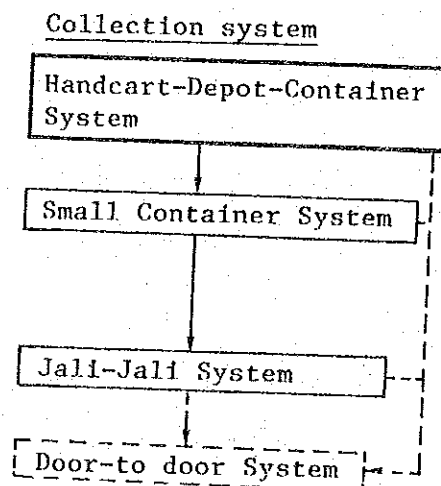 Collection system
Handcart-Depot-Container
System
Small Container System
Jali-Jali System
Door-to door System